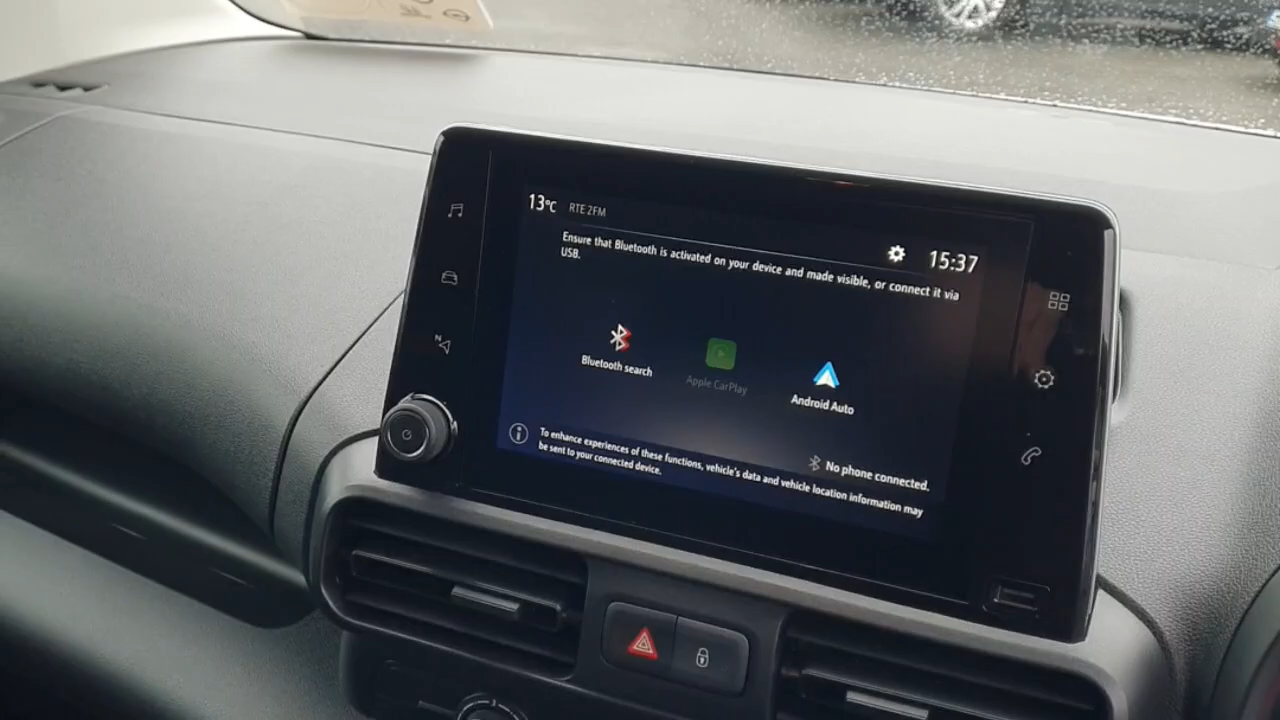 13°C RTE 2FM
15:37
Ensure that Bluetooth is activated on your device and made visible, or connect it via
USB.
Bluetooth search
Apple CarPlay
Android Auto
No phone connected.
To enhance experiences of these functions, vehicle's data and vehicle location information may
be sent to your connected device.
N